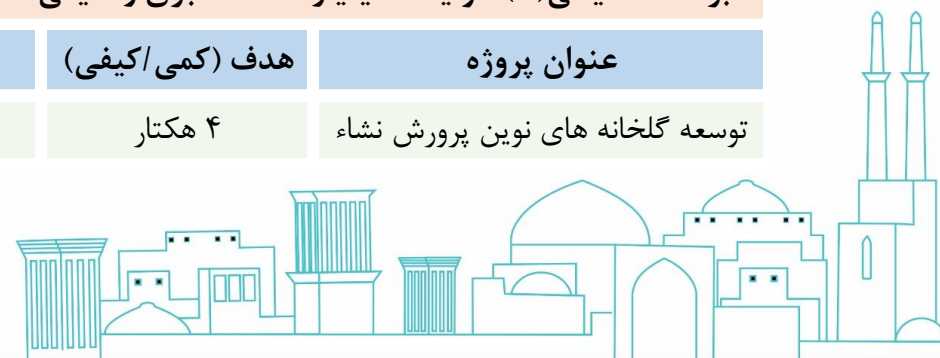 عنوان پروژه	هدف (کمی/کیفی)
توسعه گلخانه های نوین پرورش نشاء	۴ هکتار